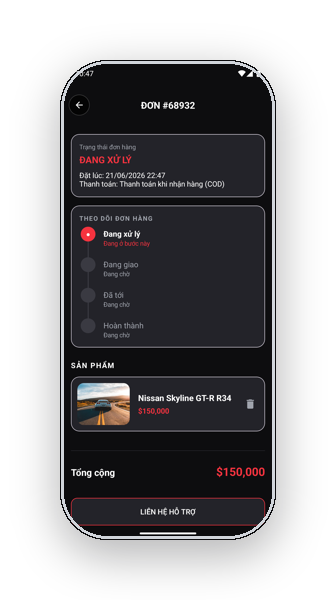 ĐƠN #68932
Trạng thái đơn hàng
ĐANG XỬ LÝ
Đặt lúc: 21/06/2026 22:47
Thanh toán: Thanh toán khi nhận hàng (COD)
THEO DÕI ĐƠN HÀNG
Đang xử lý
Đang ở bước này
Đang giao
Đang chờ
Đã tới
Đang chờ
Hoàn thành
Đang chờ
SẢN PHẨM
Nissan Skyline GT-R R34
$150,000
Tổng cộng
$150,000
LIÊN HỆ HỖ TRỢ